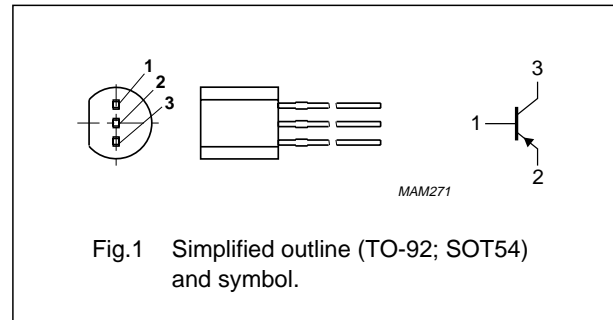 1
2
3
3
1
2
MAM271
Fig.1 Simplified outline (TO-92; SOT54)
and symbol.